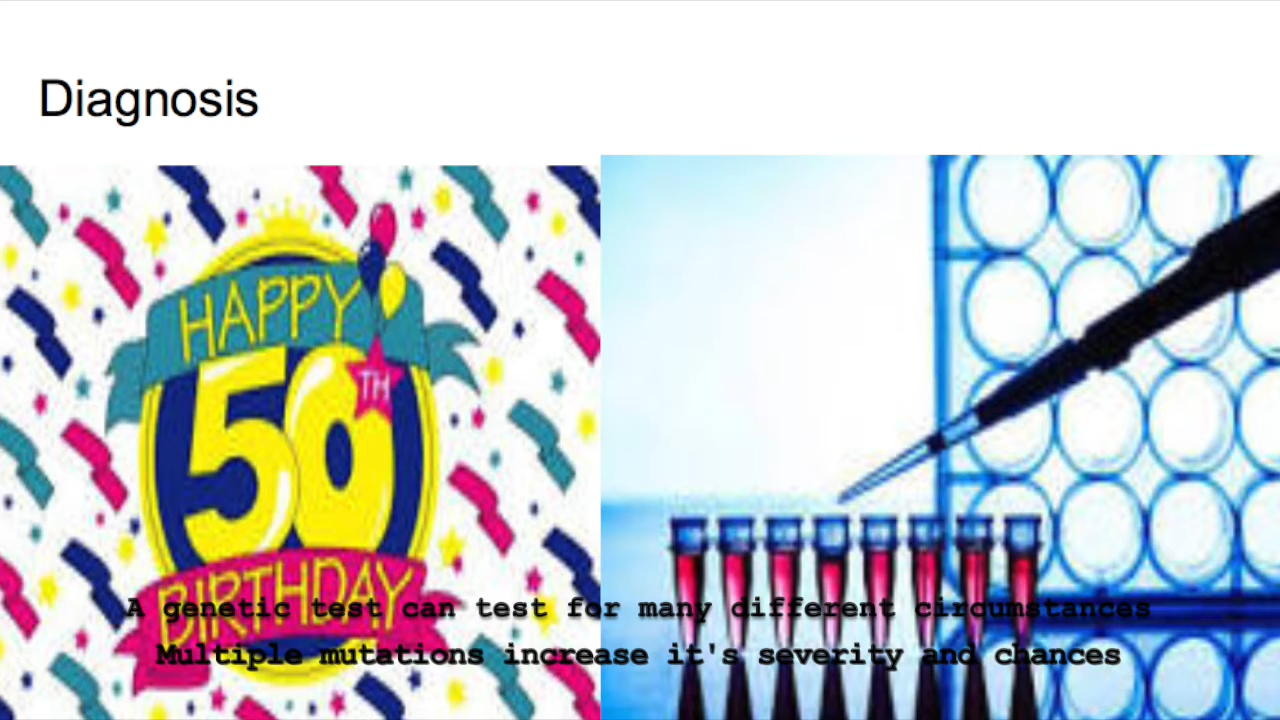 Diagnosis
HAPPY
50
TH
BIRTHDAY
A genetic test can test for many different circumstances
Multiple mutations increase it's severity and chances